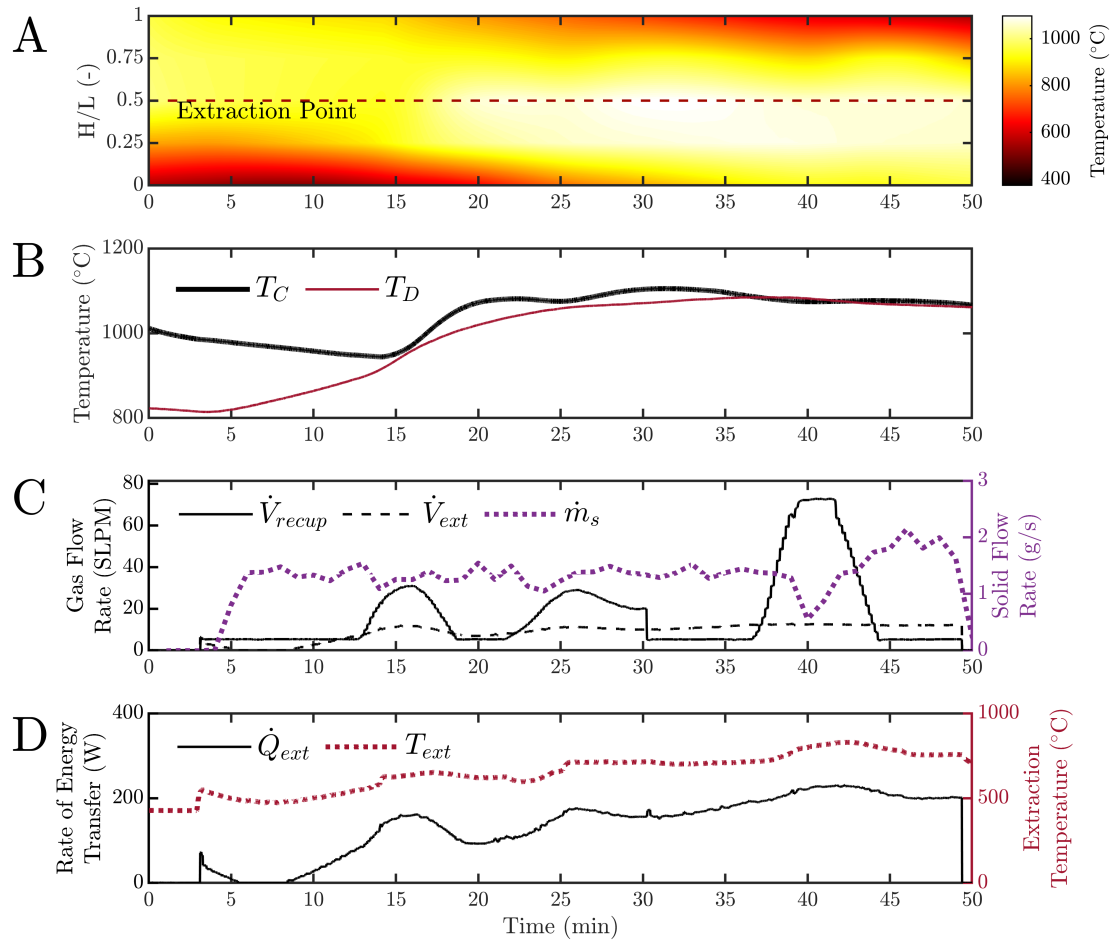 A
H/L (-)
1
0.75
0.5
0.25
0
Extraction Point
0 5 10 15 20 25 30 35 40 45 50
1000
800
600
400
Temperature (°C)
B
Temperature (°C)
1200
1000
800
T_C T_D
0 5 10 15 20 25 30 35 40 45 50
C
Gas Flow
Rate (SLPM)
80
60
40
20
0
V̇_recup V̇_ext ṁ_s
3
2
1
0
Solid Flow
Rate (g/s)
0 5 10 15 20 25 30 35 40 45 50
D
Rate of Energy
Transfer (W)
400
200
0
Q̇_ext T_ext
1000
500
0
Extraction
Temperature (°C)
0 5 10 15 20 25 30 35 40 45 50
Time (min)